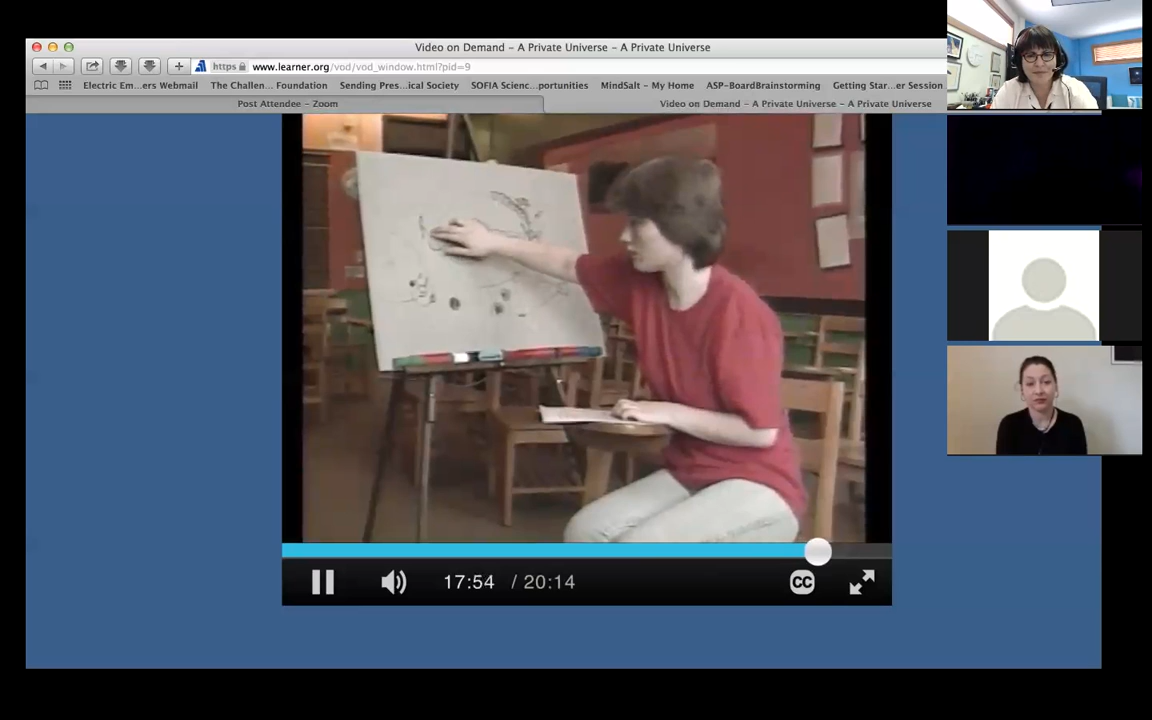 Video on Demand – A Private Universe – A Private Universe
https www.learner.org/vod/vod_window.html?pid=9
Electric Em...ers Webmail The Challen... Foundation Sending Pres...ical Society SOFIA Scienc...portunities MindSalt – My Home ASP-BoardBrainstorming Getting Star...er Session
Post Attendee – Zoom Video on Demand – A Private Universe – A Private Universe
17:54 / 20:14 CC